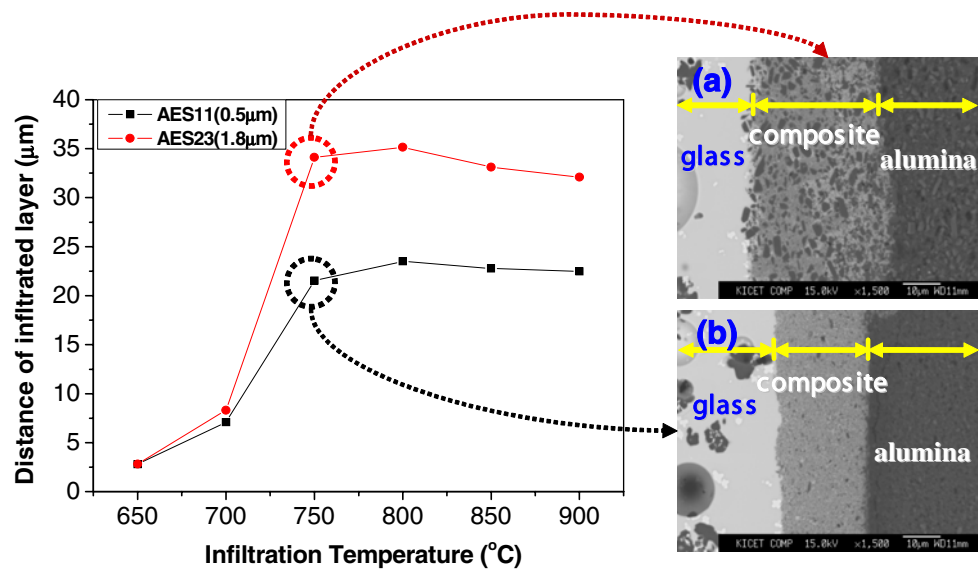 Distance of infiltrated layer (μm)
40
35
30
25
20
15
10
5
0
AES11(0.5μm)
AES23(1.8μm)
650 700 750 800 850 900
Infiltration Temperature (°C)
(a)
composite
glass
alumina
KICET COMP 15.0kV ×1,500 10μm WD11mm
(b)
composite
glass
alumina
KICET COMP 15.0kV ×1,500 10μm WD11mm